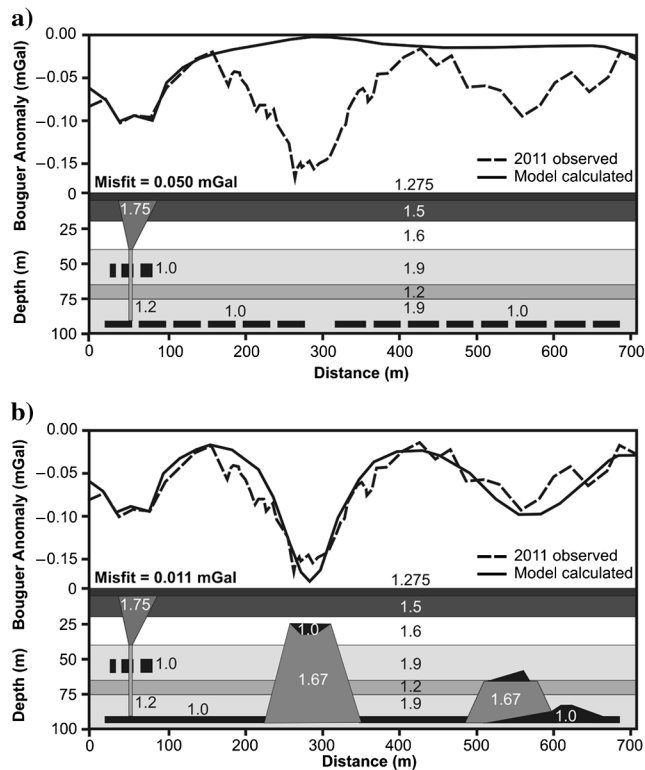 a)
0.00
−0.05
−0.10
−0.15
Bouguer Anomaly (mGal)
2011 observed
Model calculated
Misfit = 0.050 mGal
1.275
0
1.75
1.5
25
1.6
50
1.0
1.9
75
1.2
1.2
1.0
1.9
1.0
100
Depth (m)
0 100 200 300 400 500 600 700
Distance (m)
b)
0.00
−0.05
−0.10
−0.15
Bouguer Anomaly (mGal)
2011 observed
Model calculated
Misfit = 0.011 mGal
1.275
0
1.75
1.5
25
1.0
1.6
50
1.0
1.67
1.9
75
1.2
1.2
1.0
1.9
1.67
1.0
100
Depth (m)
0 100 200 300 400 500 600 700
Distance (m)